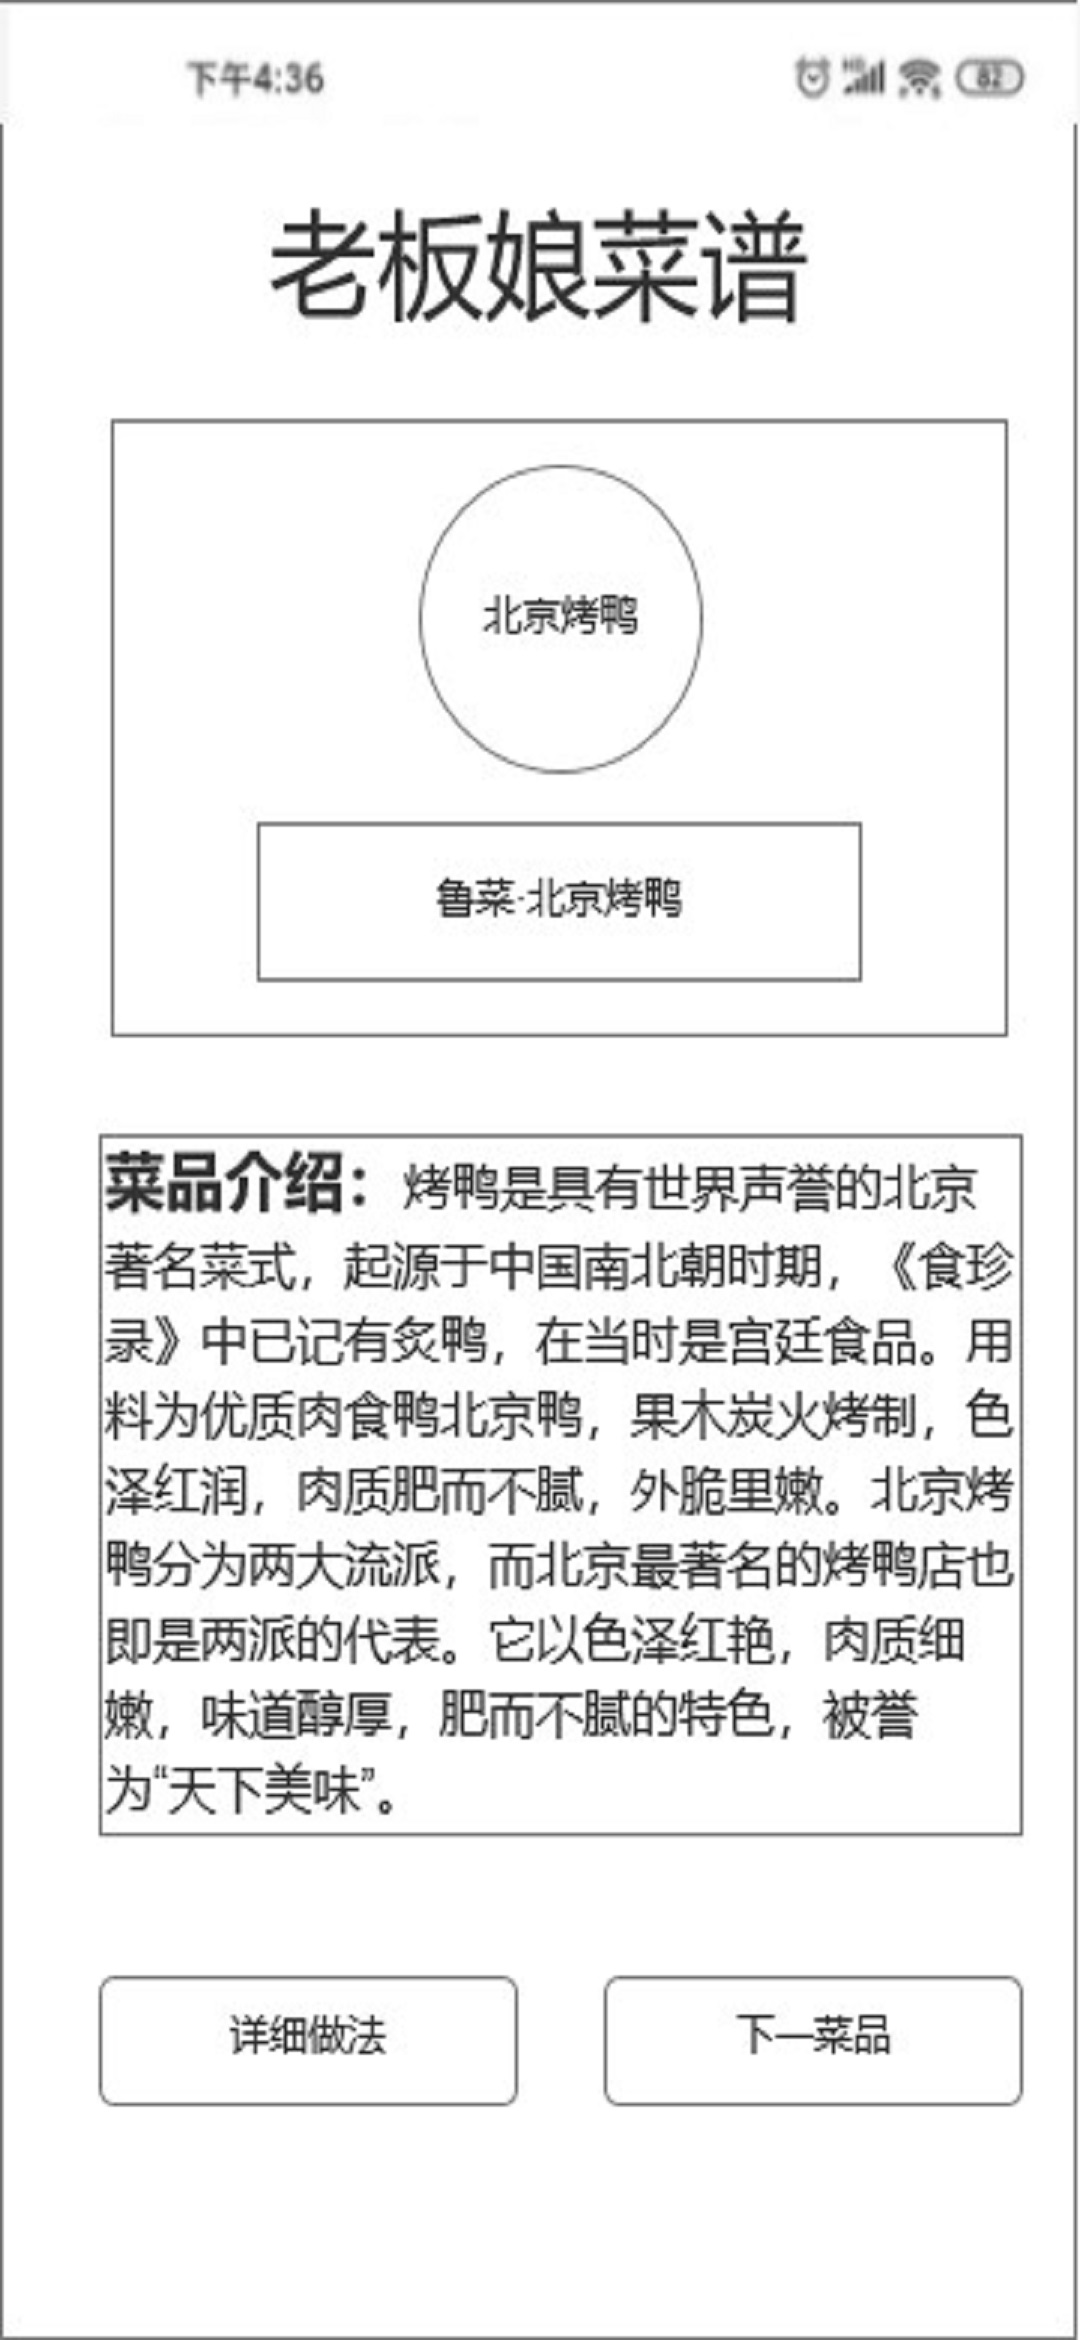 下午4:36
HD
82
老板娘菜谱
北京烤鸭
鲁菜·北京烤鸭
菜品介绍：烤鸭是具有世界声誉的北京
著名菜式，起源于中国南北朝时期，《食珍
录》中已记有炙鸭，在当时是宫廷食品。用
料为优质肉食鸭北京鸭，果木炭火烤制，色
泽红润，肉质肥而不腻，外脆里嫩。北京烤
鸭分为两大流派，而北京最著名的烤鸭店也
即是两派的代表。它以色泽红艳，肉质细
嫩，味道醇厚，肥而不腻的特色，被誉
为“天下美味”。
详细做法
下一菜品